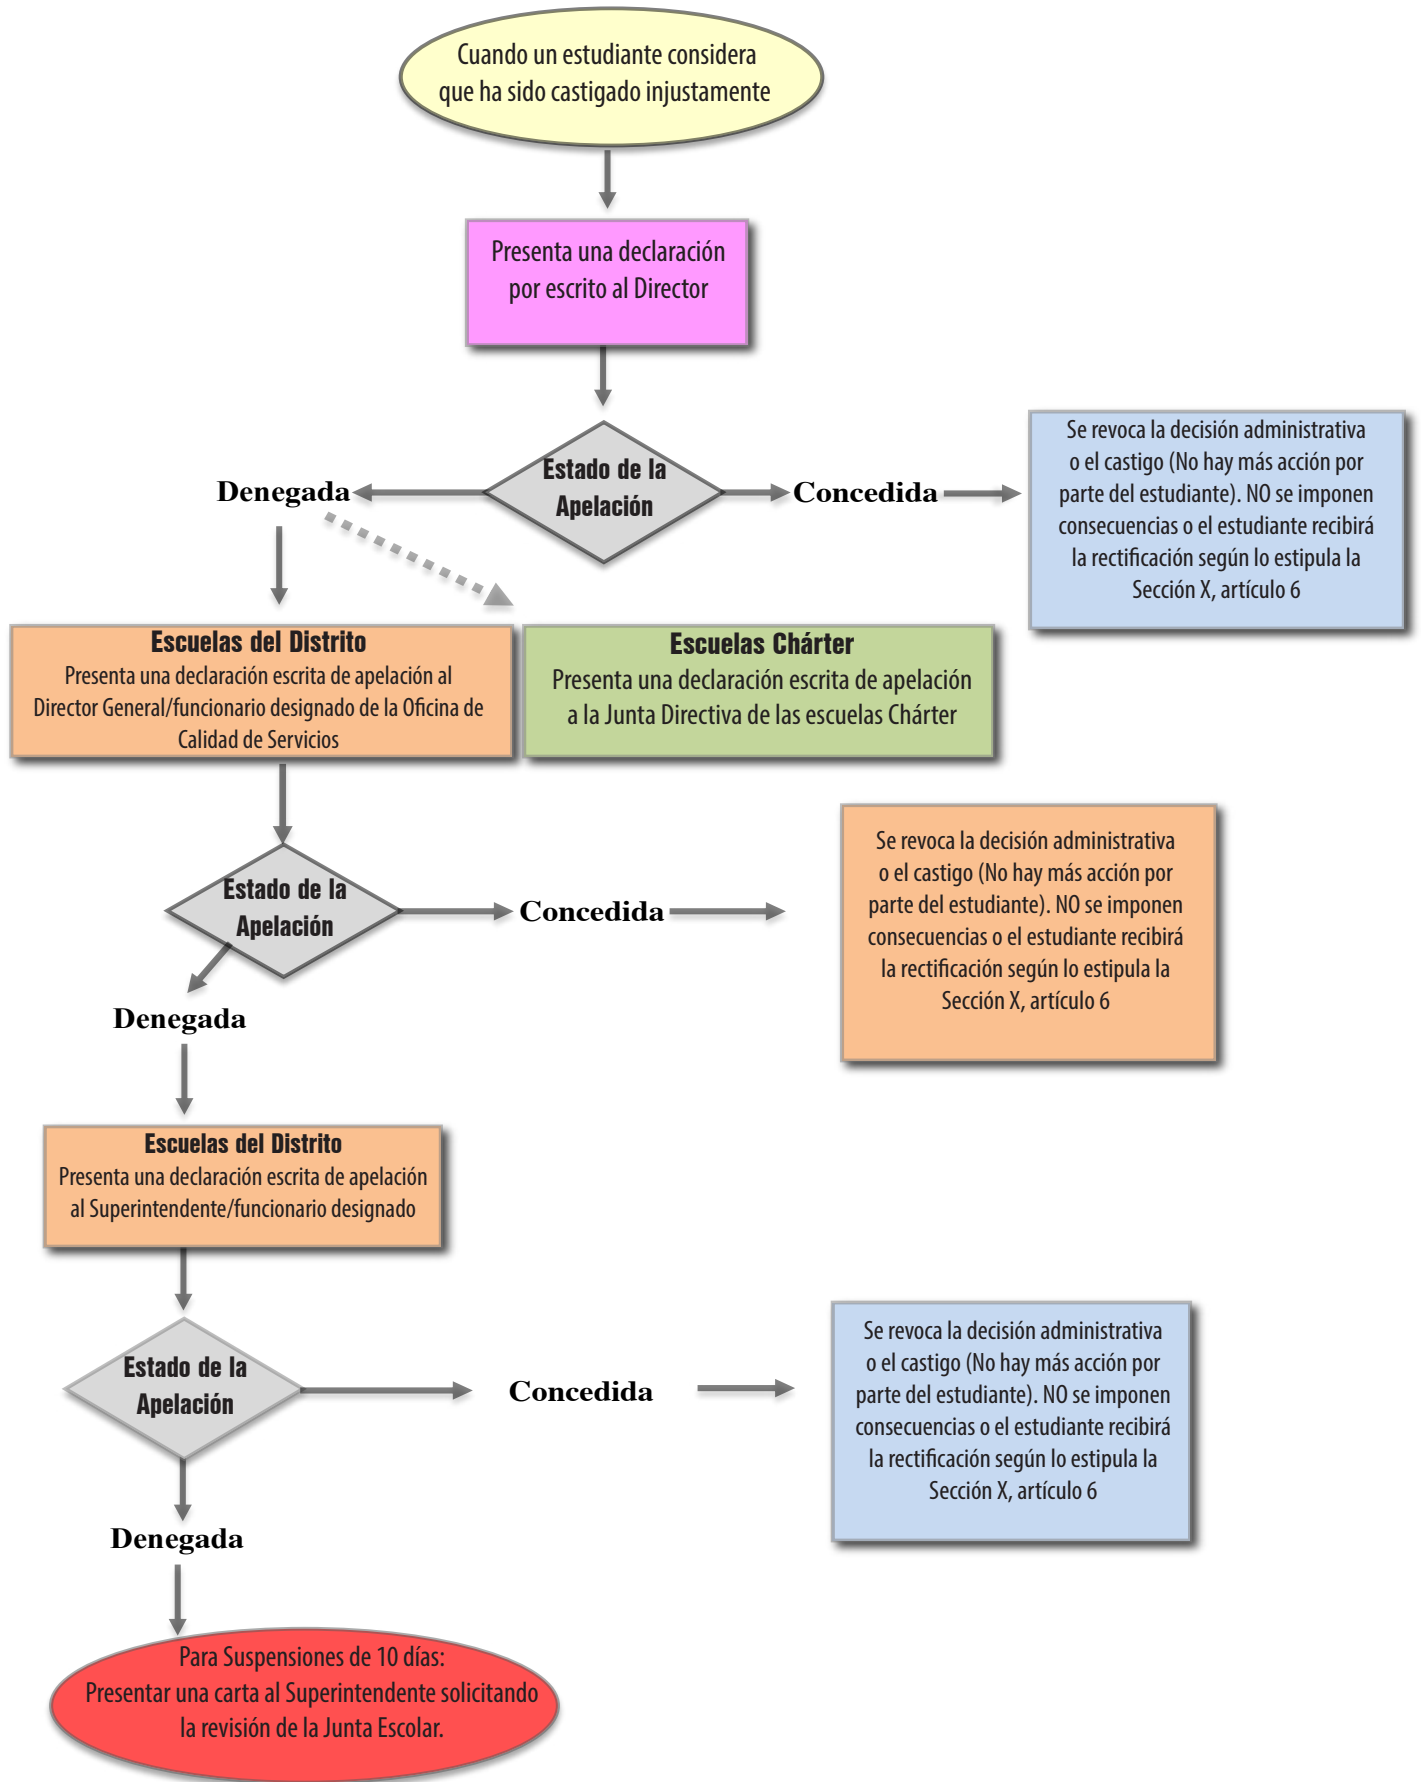 Cuando un estudiante considera
que ha sido castigado injustamente
Presenta una declaración
por escrito al Director
Estado de la
Apelación
Denegada
Concedida
Se revoca la decisión administrativa
o el castigo (No hay más acción por
parte del estudiante). NO se imponen
consecuencias o el estudiante recibirá
la rectificación según lo estipula la
Sección X, artículo 6
Escuelas del Distrito
Presenta una declaración escrita de apelación al
Director General/funcionario designado de la Oficina de
Calidad de Servicios
Escuelas Chárter
Presenta una declaración escrita de apelación
a la Junta Directiva de las escuelas Chárter
Estado de la
Apelación
Concedida
Se revoca la decisión administrativa
o el castigo (No hay más acción por
parte del estudiante). NO se imponen
consecuencias o el estudiante recibirá
la rectificación según lo estipula la
Sección X, artículo 6
Denegada
Escuelas del Distrito
Presenta una declaración escrita de apelación
al Superintendente/funcionario designado
Estado de la
Apelación
Concedida
Se revoca la decisión administrativa
o el castigo (No hay más acción por
parte del estudiante). NO se imponen
consecuencias o el estudiante recibirá
la rectificación según lo estipula la
Sección X, artículo 6
Denegada
Para Suspensiones de 10 días:
Presentar una carta al Superintendente solicitando
la revisión de la Junta Escolar.